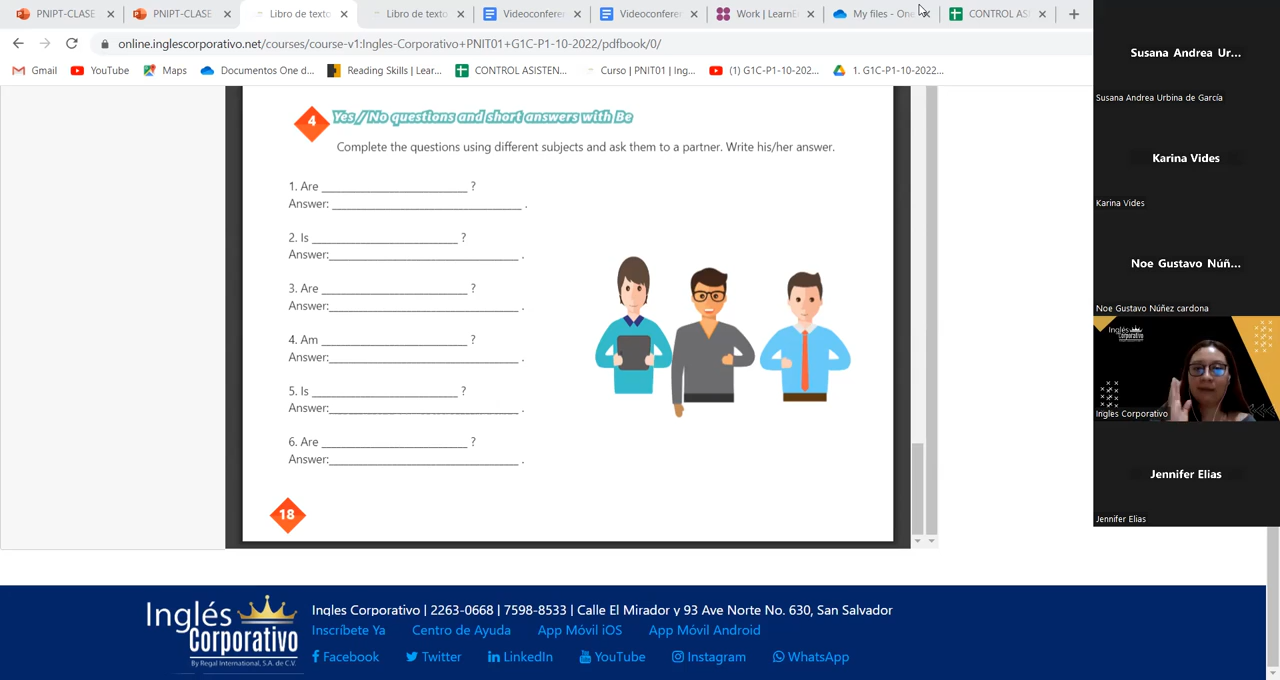 PNIPT-CLASE
PNIPT-CLASE
Libro de texto
Libro de texto
Videoconferen
Videoconferen
Work | LearnEn
My files - One
CONTROL ASI
online.inglescorporativo.net/courses/course-v1:Ingles-Corporativo+PNIT01+G1C-P1-10-2022/pdfbook/0/
Gmail
YouTube
Maps
Documentos One d...
Reading Skills | Lear...
CONTROL ASISTEN...
Curso | PNIT01 | Ing...
(1) G1C-P1-10-202...
1. G1C-P1-10-2022...
4
Yes/No questions and short answers with Be
Complete the questions using different subjects and ask them to a partner. Write his/her answer.
1. Are ______________________ ?
Answer: ____________________________ .
2. Is ______________________ ?
Answer:____________________________ .
3. Are ______________________ ?
Answer:____________________________ .
4. Am ______________________ ?
Answer:____________________________ .
5. Is ______________________ ?
Answer:____________________________ .
6. Are ______________________ ?
Answer:____________________________ .
18
Susana Andrea Ur...
Susana Andrea Urbina de García
Karina Vides
Karina Vides
Noe Gustavo Núñ...
Noe Gustavo Núñez cardona
Inglés
Corporativo
Ingles Corporativo
Jennifer Elias
Jennifer Elias
Inglés
Corporativo
By Regal International, S.A. de C.V.
Ingles Corporativo | 2263-0668 | 7598-8533 | Calle El Mirador y 93 Ave Norte No. 630, San Salvador
Inscríbete Ya
Centro de Ayuda
App Móvil iOS
App Móvil Android
Facebook
Twitter
LinkedIn
YouTube
Instagram
WhatsApp